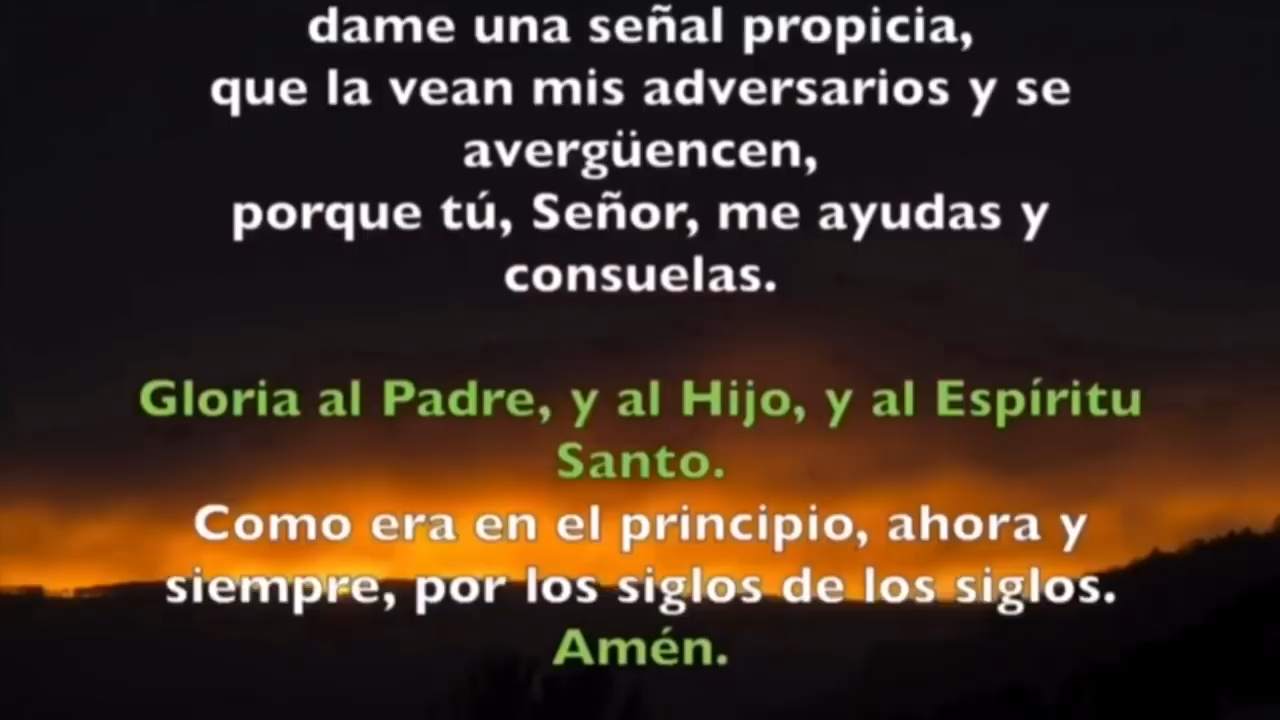 dame una señal propicia,
que la vean mis adversarios y se
avergüencen,
porque tú, Señor, me ayudas y
consuelas.
Gloria al Padre, y al Hijo, y al Espíritu
Santo.
Como era en el principio, ahora y
siempre, por los siglos de los siglos.
Amén.